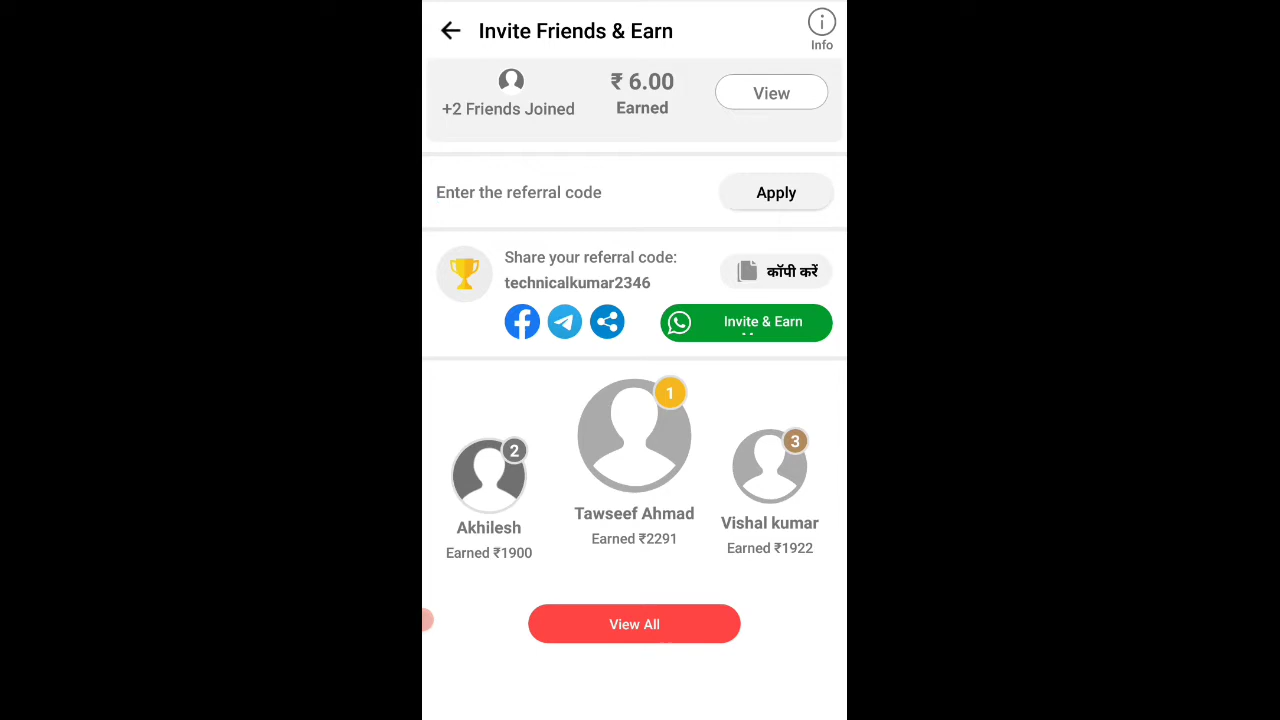 Invite Friends & Earn
Info
+2 Friends Joined
₹ 6.00
Earned
View
Enter the referral code
Apply
Share your referral code:
technicalkumar2346
कॉपी करें
Invite & Earn
1
2
3
Tawseef Ahmad
Earned ₹2291
Akhilesh
Earned ₹1900
Vishal kumar
Earned ₹1922
View All